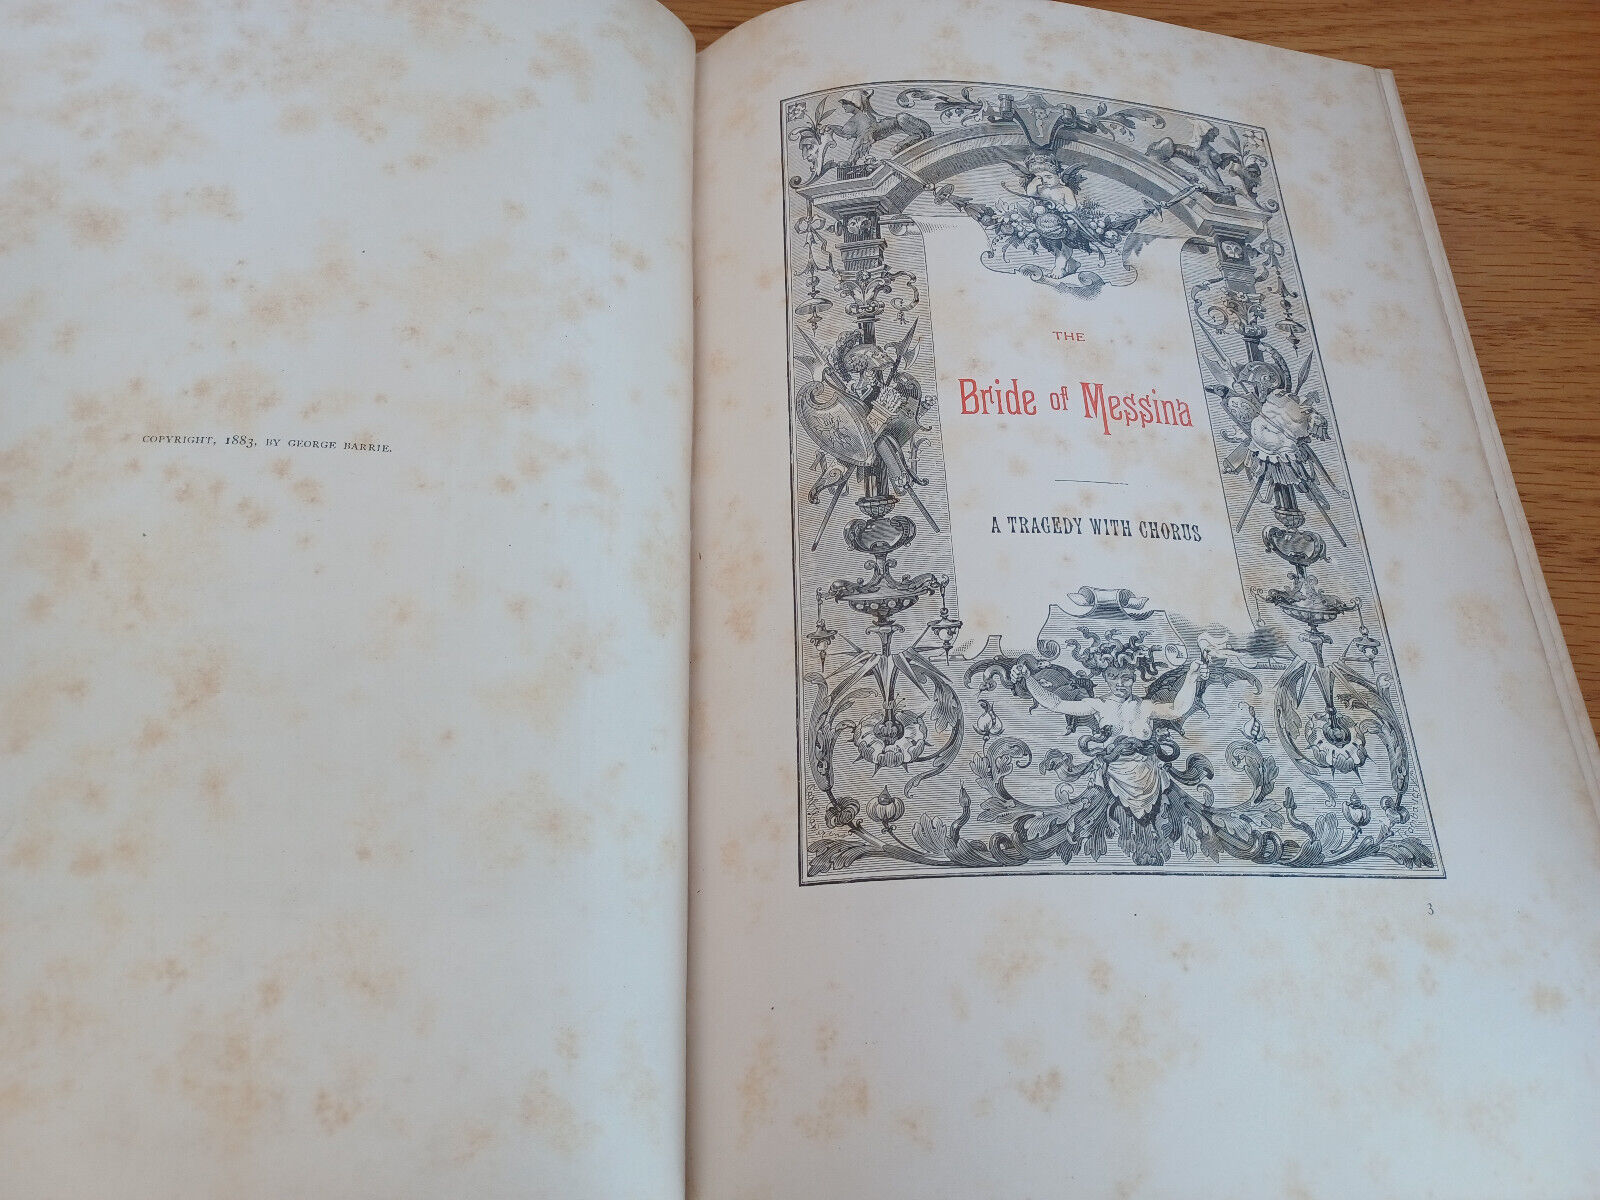 COPYRIGHT, 1883, BY GEORGE BARRIE.
THE
Bride of Messina
A TRAGEDY WITH CHORUS
3